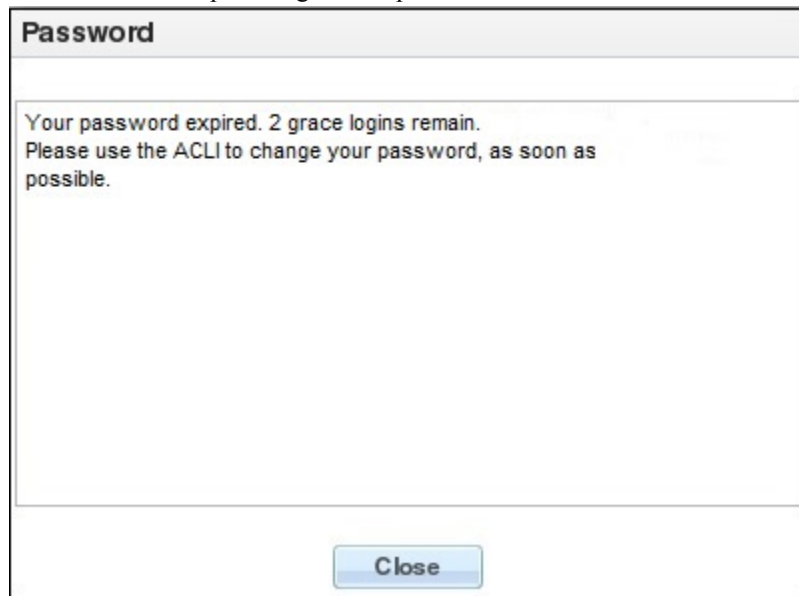 Password
Your password expired. 2 grace logins remain.
Please use the ACLI to change your password, as soon as
possible.
Close